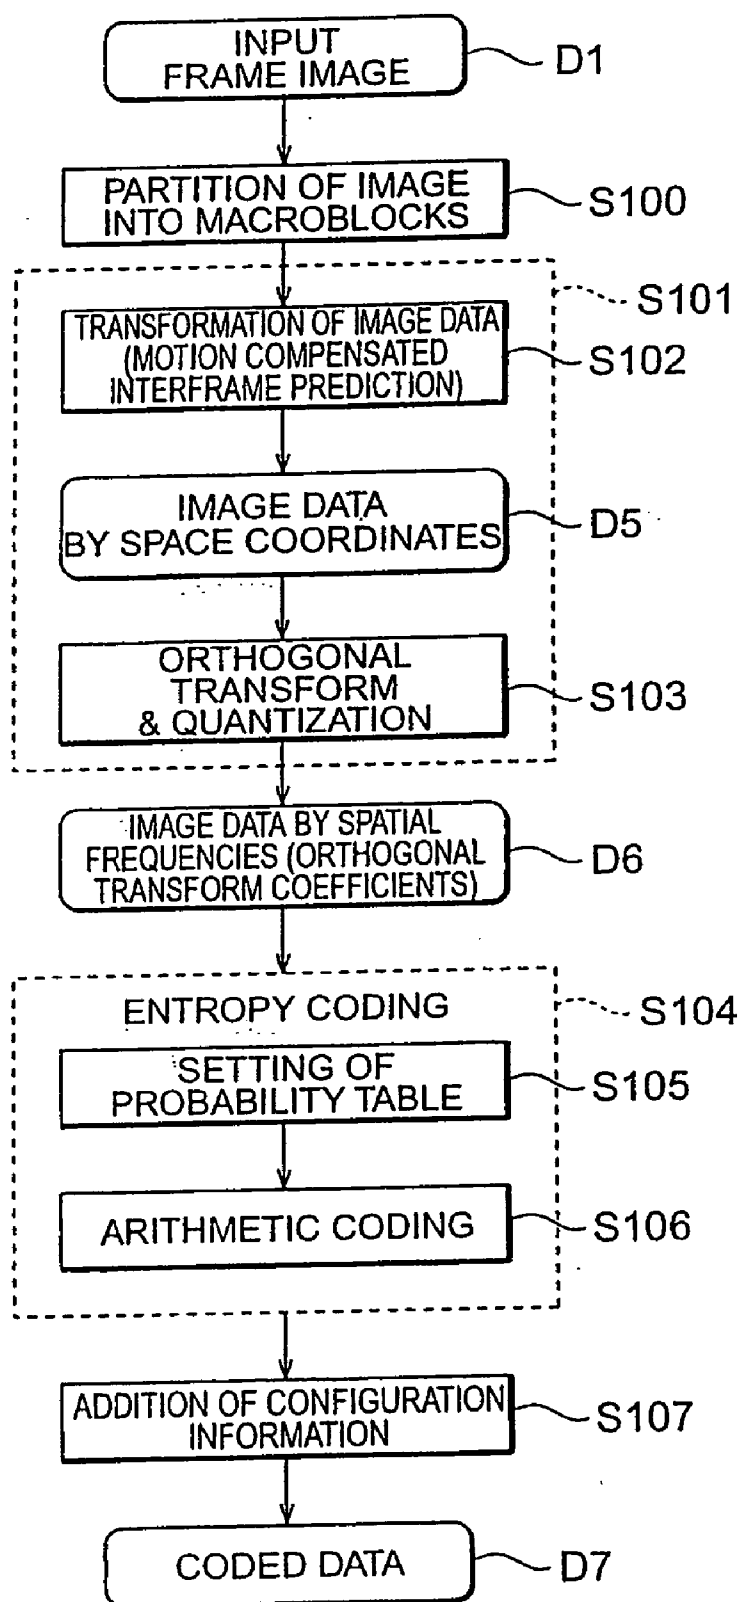 INPUT
FRAME IMAGE
D1
PARTITION OF IMAGE
INTO MACROBLOCKS
S100
S101
TRANSFORMATION OF IMAGE DATA
(MOTION COMPENSATED
INTERFRAME PREDICTION)
S102
IMAGE DATA
BY SPACE COORDINATES
D5
ORTHOGONAL
TRANSFORM
& QUANTIZATION
S103
IMAGE DATA BY SPATIAL
FREQUENCIES (ORTHOGONAL
TRANSFORM COEFFICIENTS)
D6
ENTROPY CODING
S104
SETTING OF
PROBABILITY TABLE
S105
ARITHMETIC CODING
S106
ADDITION OF CONFIGURATION
INFORMATION
S107
CODED DATA
D7